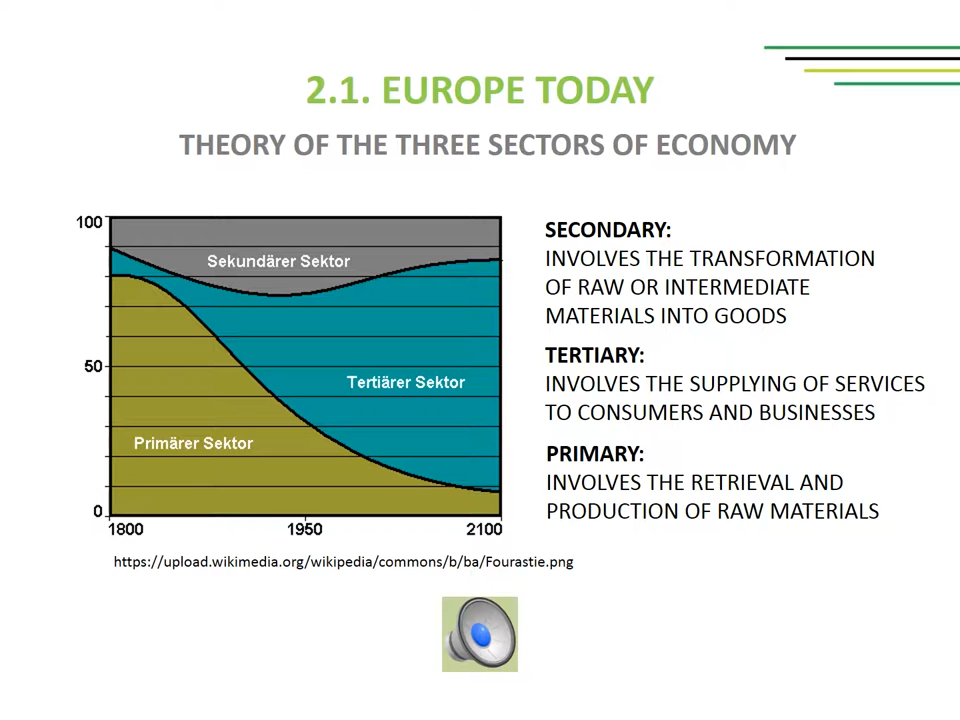 2.1. EUROPE TODAY
THEORY OF THE THREE SECTORS OF ECONOMY
100
50
0
1800
1950
2100
Sekundärer Sektor
Tertiärer Sektor
Primärer Sektor
https://upload.wikimedia.org/wikipedia/commons/b/ba/Fourastie.png
SECONDARY:
INVOLVES THE TRANSFORMATION
OF RAW OR INTERMEDIATE
MATERIALS INTO GOODS
TERTIARY:
INVOLVES THE SUPPLYING OF SERVICES
TO CONSUMERS AND BUSINESSES
PRIMARY:
INVOLVES THE RETRIEVAL AND
PRODUCTION OF RAW MATERIALS